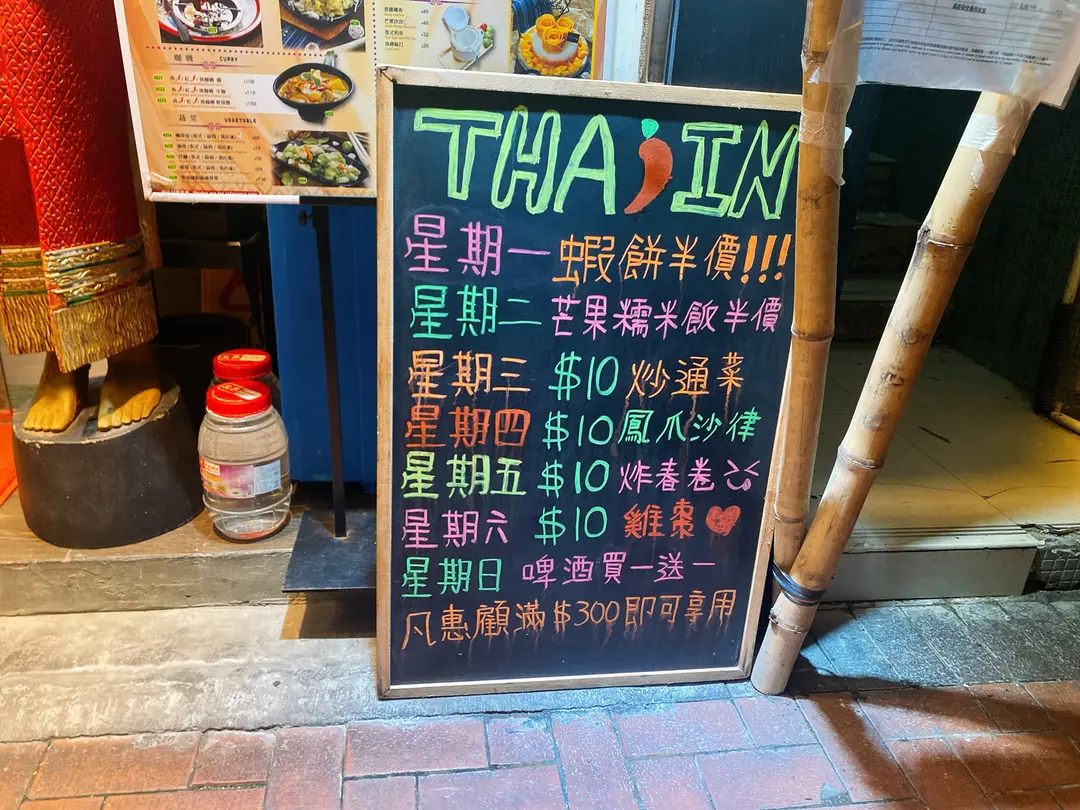 咖喱 CURRY
蔬菜 VEGETABLE
THAIIN
星期一 蝦餅半價!!!
星期二 芒果糯米飯半價
星期三 $10 炒通菜
星期四 $10 鳳爪沙律
星期五 $10 炸春卷
星期六 $10 雞棗
星期日 啤酒買一送一
凡惠顧滿$300即可享用